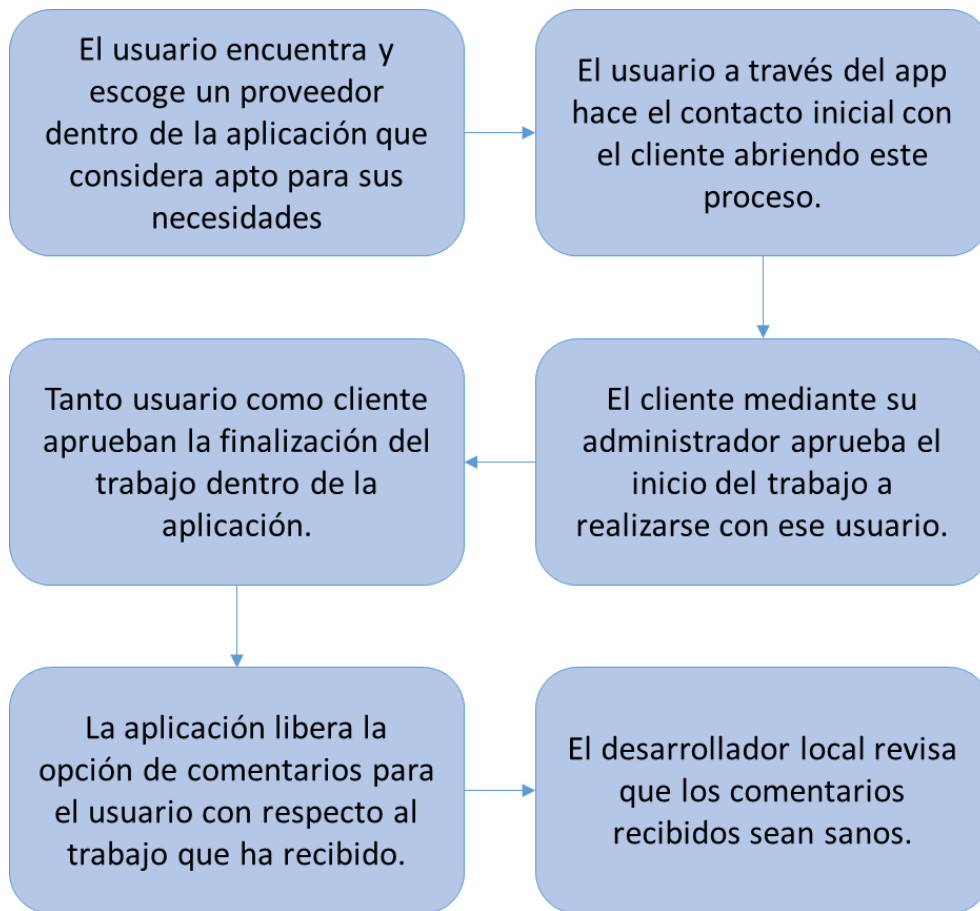 El usuario encuentra y
escoge un proveedor
dentro de la aplicación que
considera apto para sus
necesidades
El usuario a través del app
hace el contacto inicial con
el cliente abriendo este
proceso.
El cliente mediante su
administrador aprueba el
inicio del trabajo a
realizarse con ese usuario.
Tanto usuario como cliente
aprueban la finalización del
trabajo dentro de la
aplicación.
La aplicación libera la
opción de comentarios para
el usuario con respecto al
trabajo que ha recibido.
El desarrollador local revisa
que los comentarios
recibidos sean sanos.